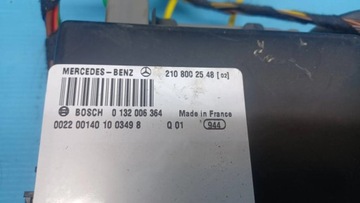 MERCEDES-BENZ 210 800 25 48 [03]
BOSCH 0 132 006 364 Made in France
0022 00140 10 0349 8 Q 01 944